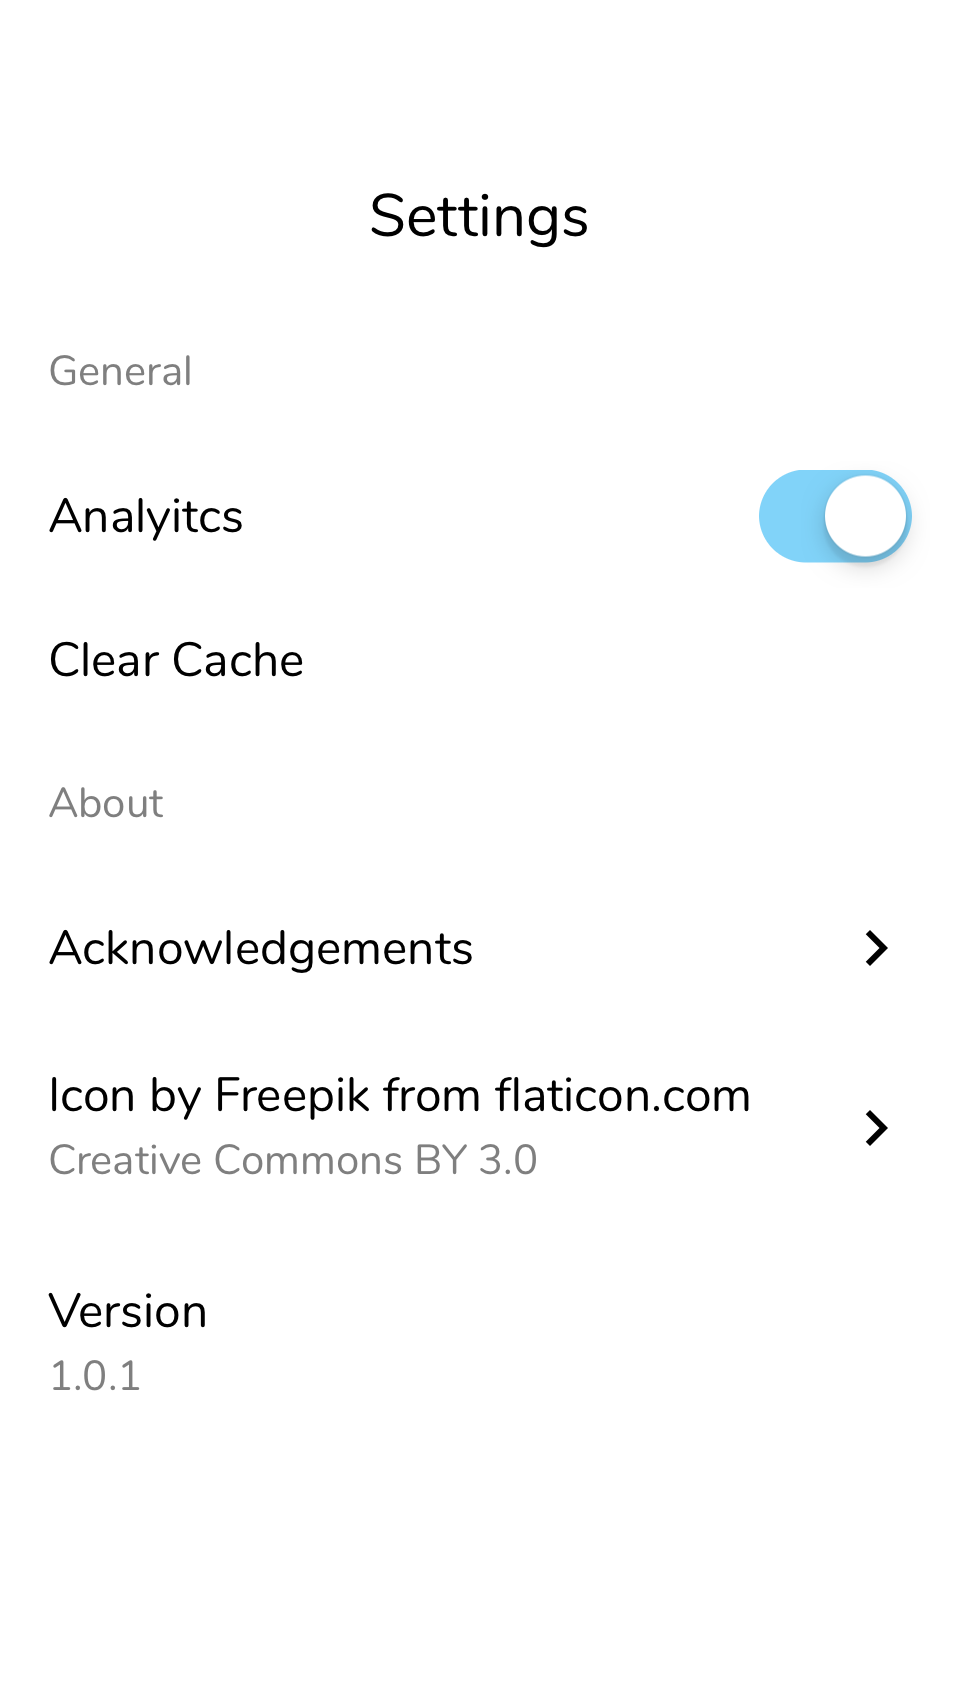 Settings
General
Analyitcs
Clear Cache
About
Acknowledgements
Icon by Freepik from flaticon.com
Creative Commons BY 3.0
Version
1.0.1